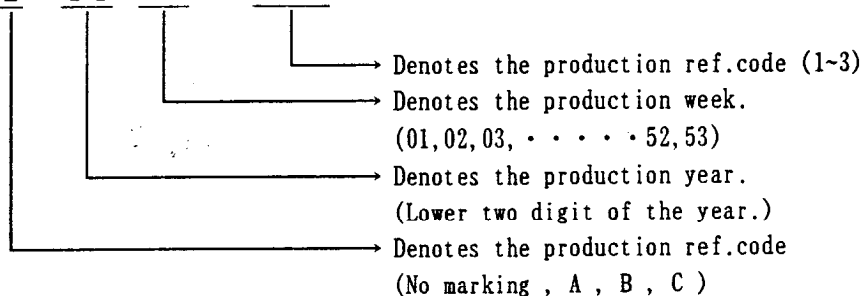 Denotes the production ref.code (1~3)
Denotes the production week.
(01,02,03, ・ ・ ・ ・ ・ 52,53)
Denotes the production year.
(Lower two digit of the year.)
Denotes the production ref.code
(No marking , A , B , C )